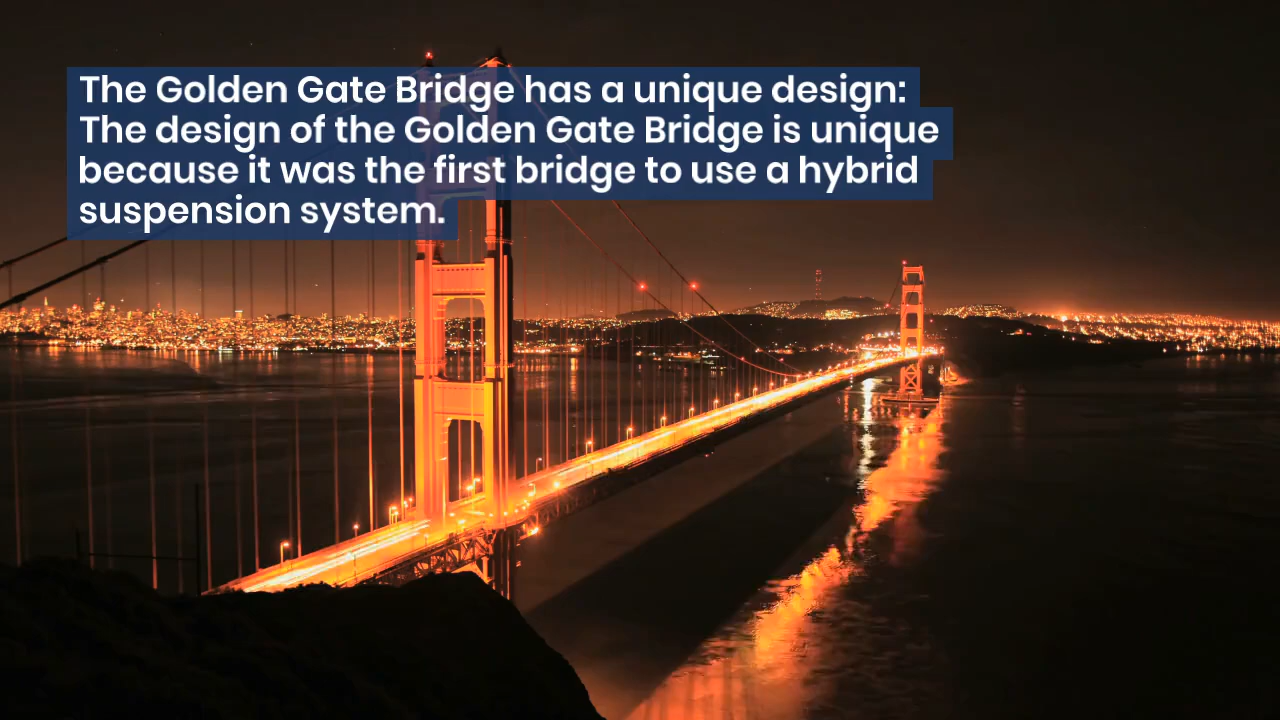 The Golden Gate Bridge has a unique design:
The design of the Golden Gate Bridge is unique
because it was the first bridge to use a hybrid
suspension system.